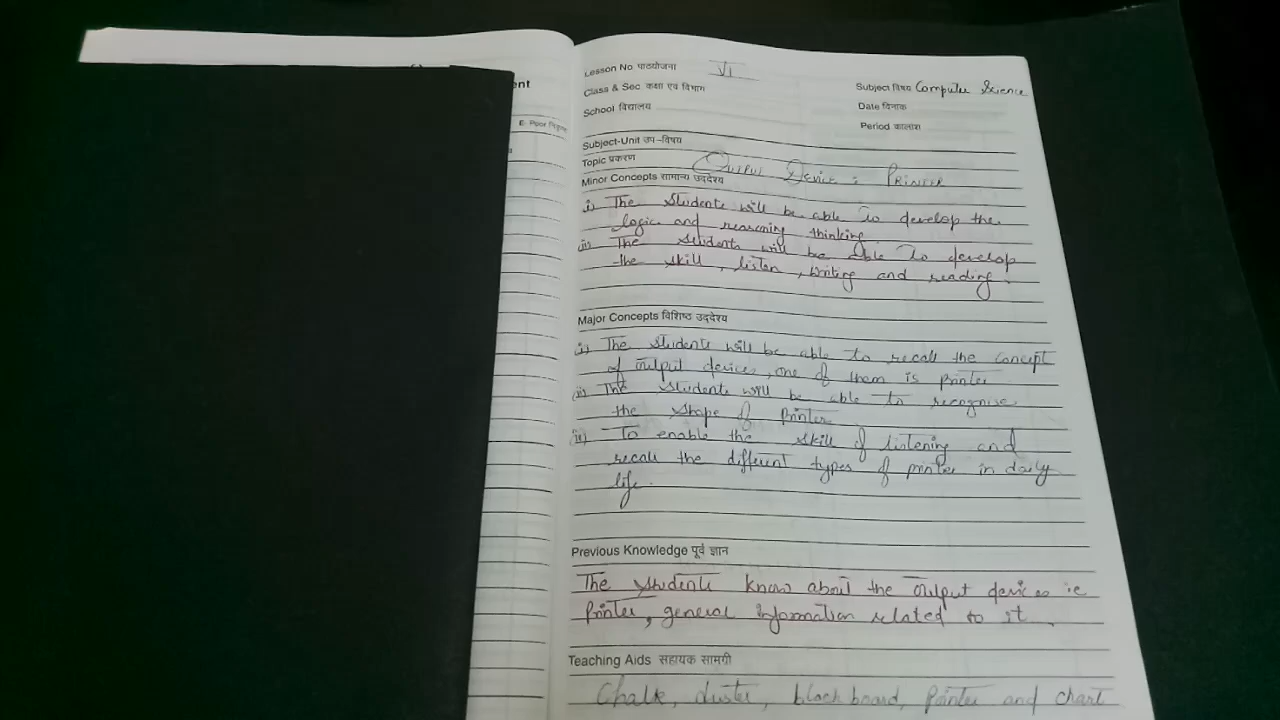 ent
E- Poor
Lesson No पाठयोजना VI
Class & Sec कक्षा एवं विभाग
Subject विषय Computer Science
School विद्यालय
Date दिनांक
Period कालांश
Subject-Unit उप-विषय
Topic प्रकरण Output Device : PRINTER
Minor Concepts सामान्य उद्देश्य
i) The students will be able to develop the
logic and reasoning thinking
ii) The students will be able to develop
the skill, listen, writing and reading.
Major Concepts विशिष्ठ उद्देश्य
i) The students will be able to recall the concept
of output devices, one of them is printer
ii) The students will be able to recognise
the shape of printer
iii) To enable the skill of listening and
recall the different types of printer in daily
life.
Previous Knowledge पूर्व ज्ञान
The students know about the output devices ie
Printer, general information related to it.
Teaching Aids सहायक सामग्री
Chalk, duster, black board, Pointer and chart